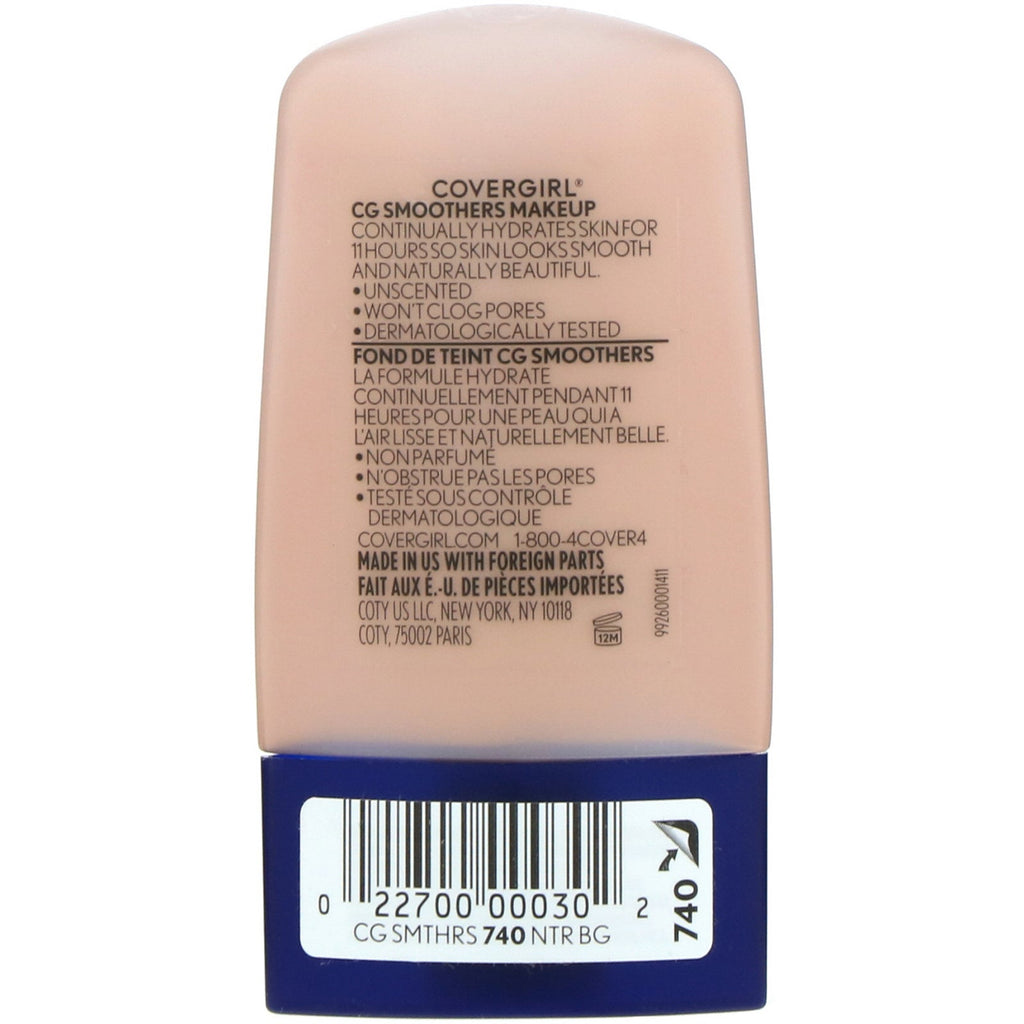 COVERGIRL®
CG SMOOTHERS MAKEUP
CONTINUALLY HYDRATES SKIN FOR
11 HOURS SO SKIN LOOKS SMOOTH
AND NATURALLY BEAUTIFUL.
• UNSCENTED
• WON'T CLOG PORES
• DERMATOLOGICALLY TESTED
FOND DE TEINT CG SMOOTHERS
LA FORMULE HYDRATE
CONTINUELLEMENT PENDANT 11
HEURES POUR UNE PEAU QUI A
L'AIR LISSE ET NATURELLEMENT BELLE.
• NON PARFUMÉ
• N'OBSTRUE PAS LES PORES
• TESTÉ SOUS CONTRÔLE
DERMATOLOGIQUE
COVERGIRL.COM 1-800-4COVER4
MADE IN US WITH FOREIGN PARTS
FAIT AUX É.-U. DE PIÈCES IMPORTÉES
COTY US LLC, NEW YORK, NY 10118
COTY, 75002 PARIS
12M
99260001411
0 22700 00030 2
CG SMTHRS 740 NTR BG
740